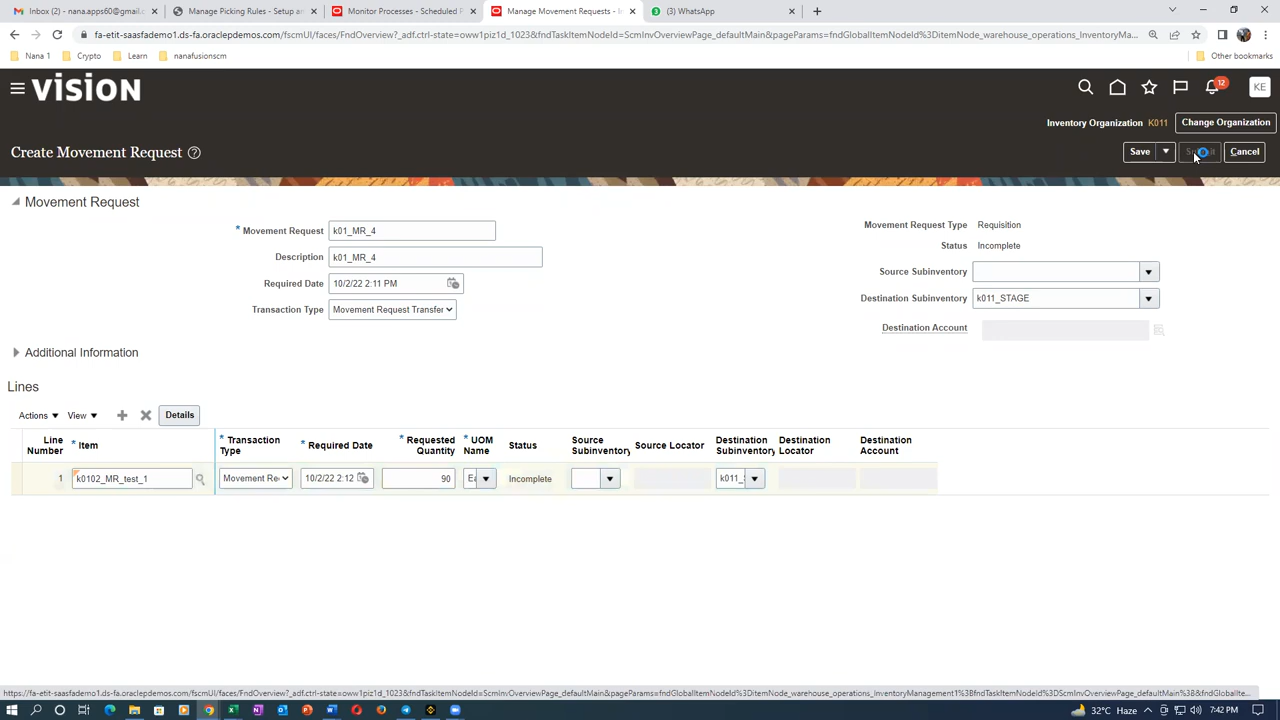 Inbox (2) - nana.apps60@gmail.c
Manage Picking Rules - Setup an
Monitor Processes - Scheduled P
Manage Movement Requests - In
(3) WhatsApp
fa-etit-saasfademo1.ds-fa.oraclepdemos.com/fscmUI/faces/FndOverview?_adf.ctrl-state=oww1piz1d_1023&fndTaskItemNodeId=ScmInvOverviewPage_defaultMain&pageParams=fndGlobalItemNodeId%3DitemNode_warehouse_operations_InventoryMa...
Nana 1
Crypto
Learn
nanafusionscm
Other bookmarks
VISION
12
KE
Inventory Organization K011 Change Organization
Create Movement Request
Save
Cancel
Movement Request
* Movement Request k01_MR_4
Description k01_MR_4
Required Date 10/2/22 2:11 PM
Transaction Type Movement Request Transfer
Movement Request Type Requisition
Status Incomplete
Source Subinventory
Destination Subinventory k011_STAGE
Destination Account
Additional Information
Lines
Actions View Details
Line Number * Item * Transaction Type * Required Date * Requested Quantity * UOM Name Status Source Subinventory Source Locator Destination Subinventory Destination Locator Destination Account
1 k0102_MR_test_1 Movement Re 10/2/22 2:12 90 Incomplete
https://fa-etit-saasfademo1.ds-fa.oraclepdemos.com/fscmUI/faces/FndOverview?_adf.ctrl-state=oww1piz1d_1023&fndTaskItemNodeId=ScmInvOverviewPage_defaultMain&pageParams=fndGlobalItemNodeId%3DitemNode_warehouse_operations_inventoryManagement1%3BfndTaskItemNodeId%3DScmInvOverviewPage_defaultMain%3B&fndGlobalIte...
32°C Haze
ENG
7:42 PM